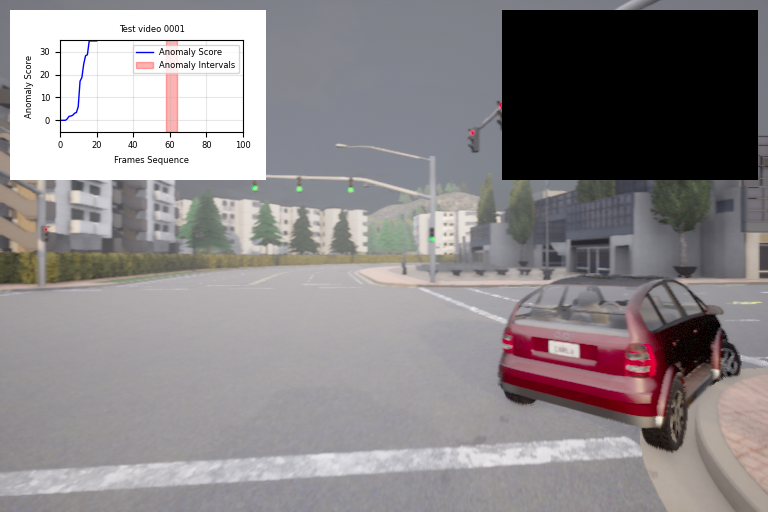 Test video 0001
Anomaly Score
Anomaly Intervals
30
20
10
0
Anomaly Score
0 20 40 60 80 100
Frames Sequence
CARLA